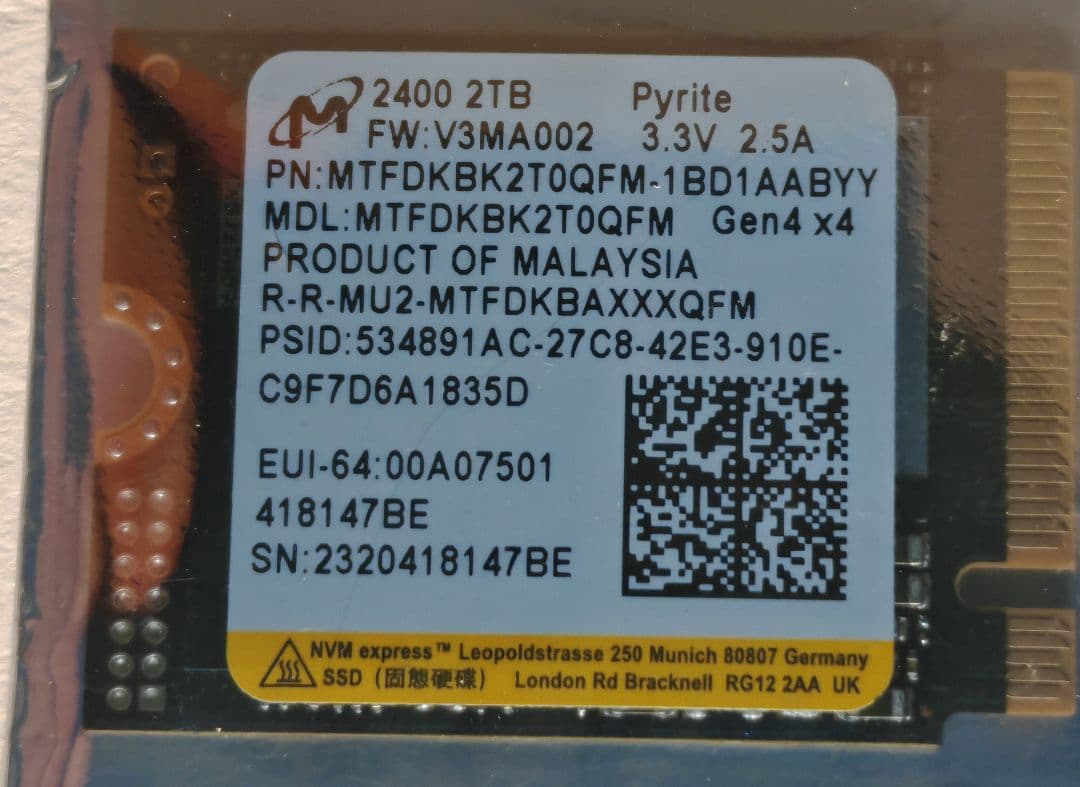 2400 2TB Pyrite
FW:V3MA002 3.3V 2.5A
PN:MTFDKBK2T0QFM-1BD1AABYY
MDL:MTFDKBK2T0QFM Gen4 x4
PRODUCT OF MALAYSIA
R-R-MU2-MTFDKBAXXXQFM
PSID:534891AC-27C8-42E3-910E-
C9F7D6A1835D
EUI-64:00A07501
418147BE
SN:2320418147BE
NVM express™ Leopoldstrasse 250 Munich 80807 Germany
SSD (固態硬碟) London Rd Bracknell RG12 2AA UK